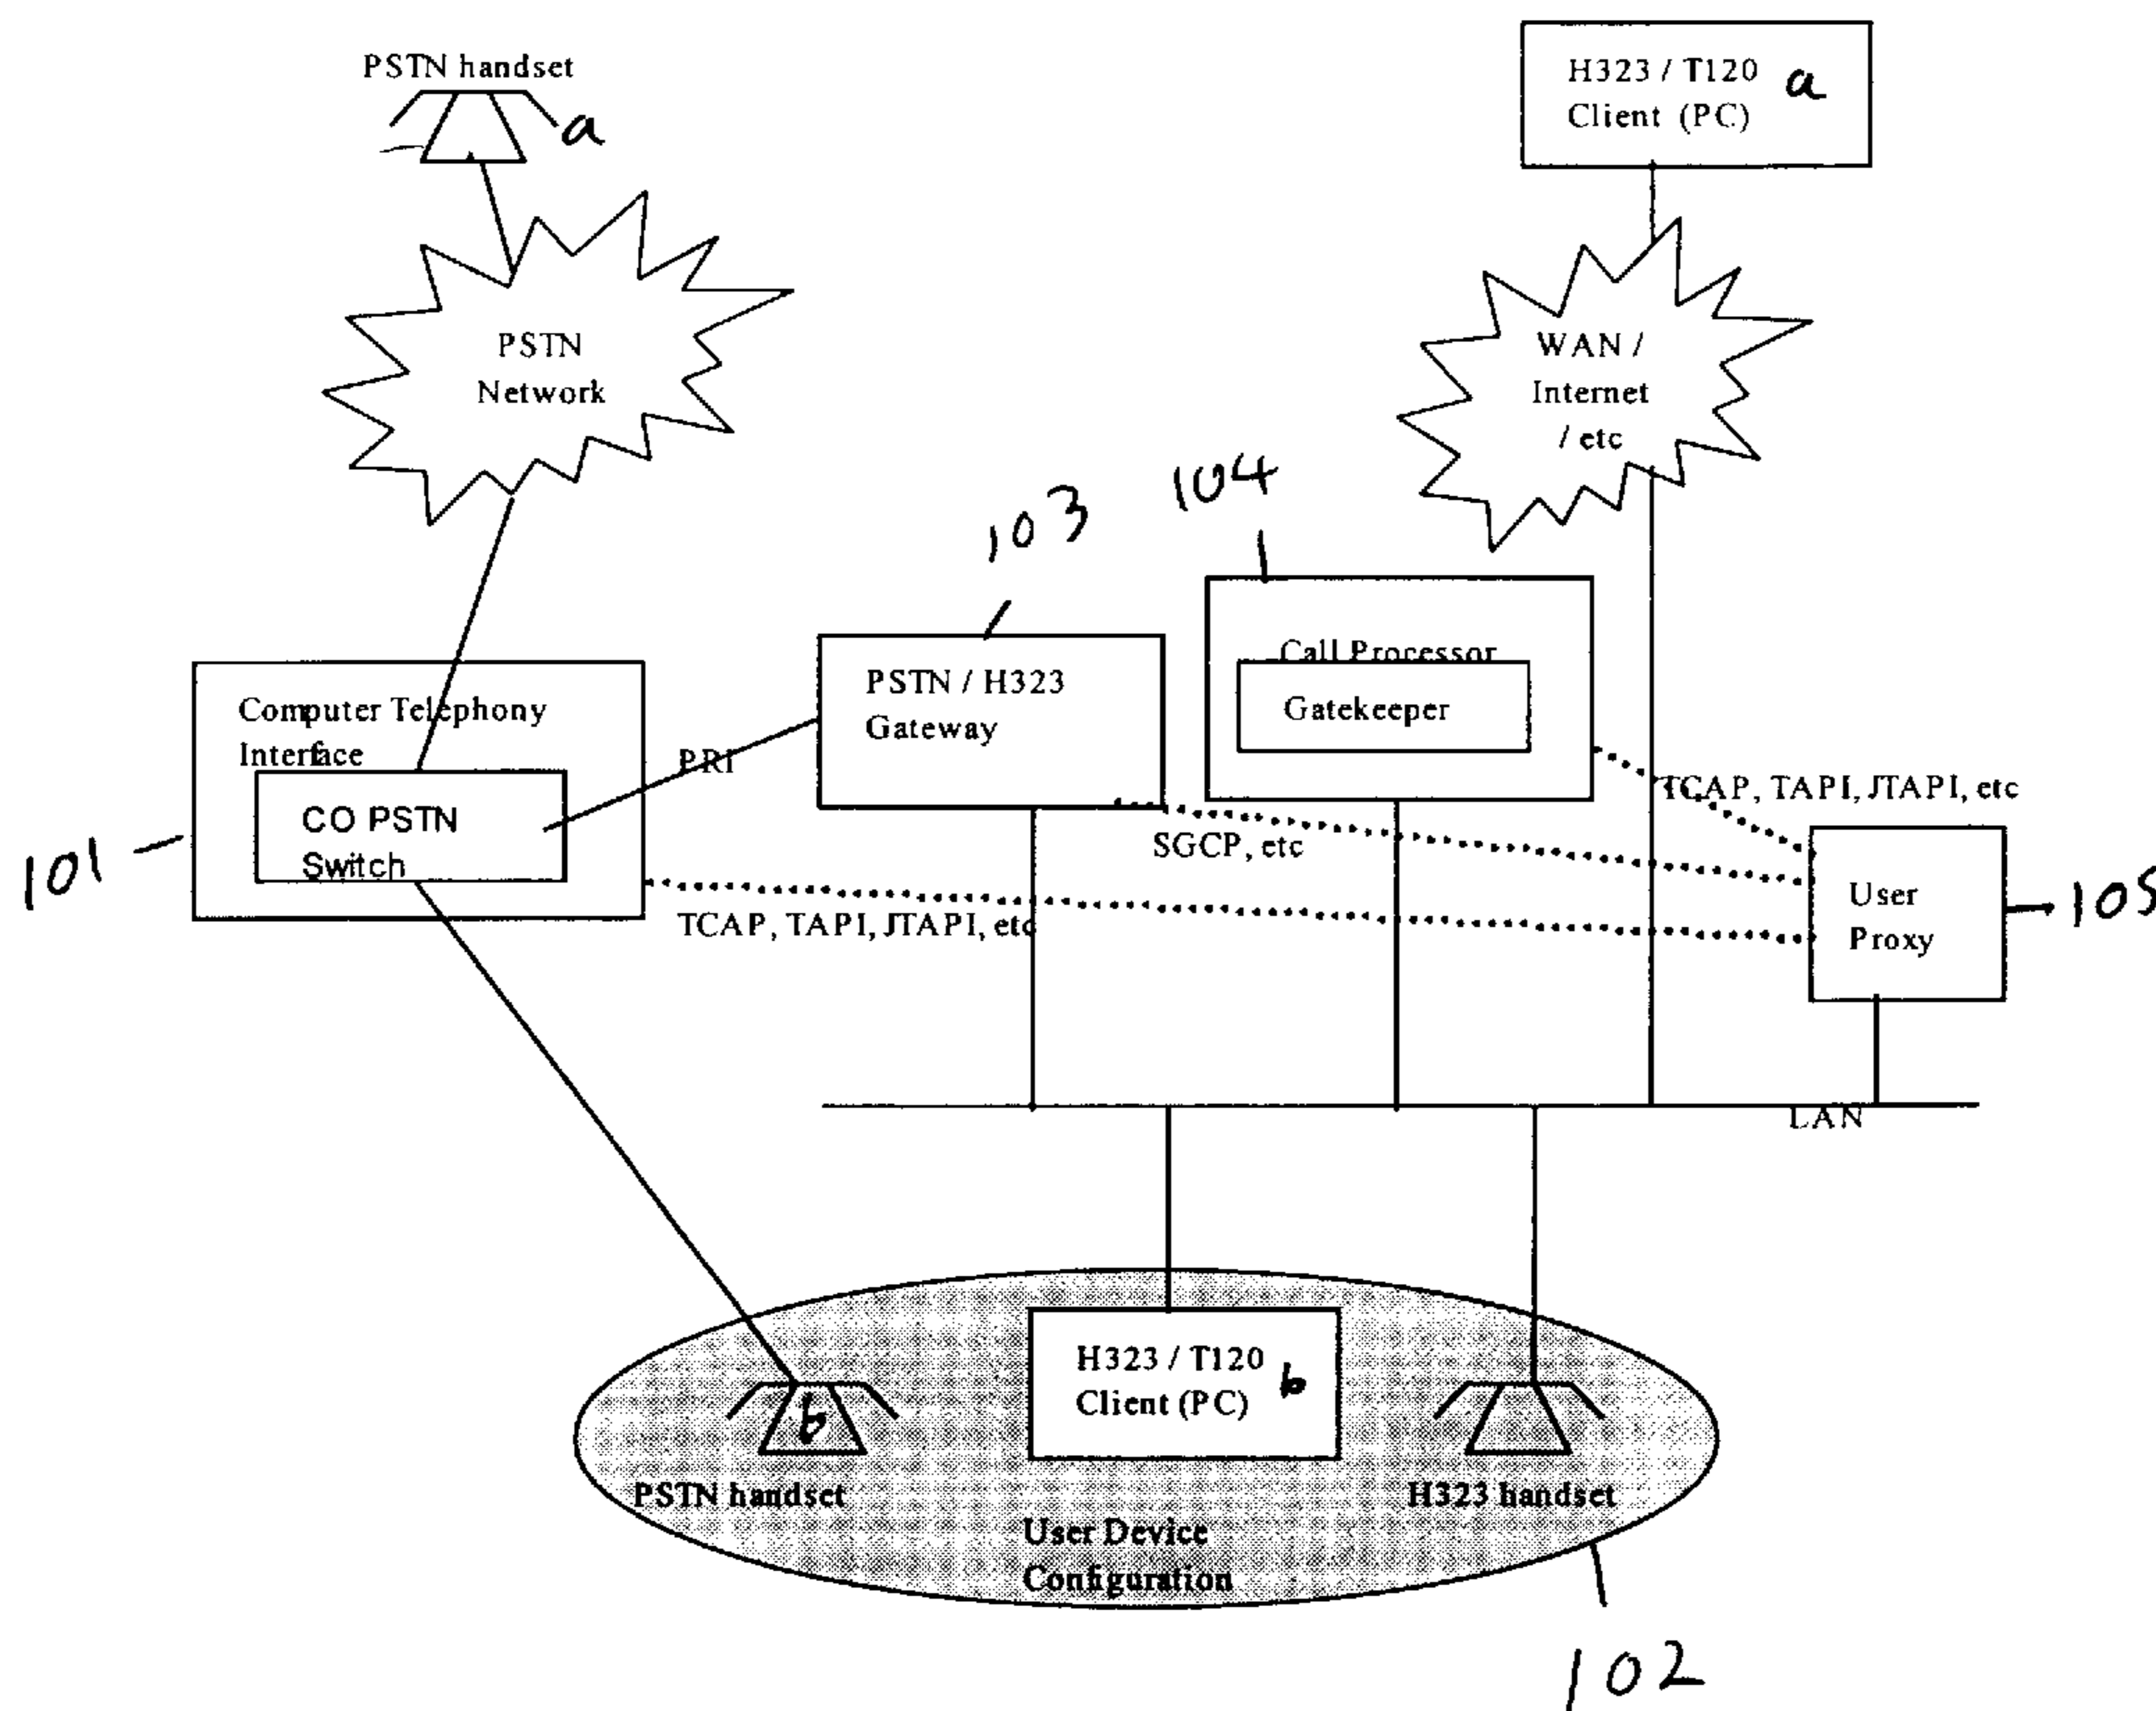 PSTN handset
a
H323 / T120
Client (PC)
a
PSTN
Network
WAN /
Internet
/ etc
103
104
Computer Telephony
Interface
CO PSTN
Switch
101
PRI
PSTN / H323
Gateway
Call Processor
Gatekeeper
TCAP, TAPI, JTAPI, etc
SGCP, etc
TCAP, TAPI, JTAPI, etc
User
Proxy
105
LAN
H323 / T120
Client (PC)
b
b
PSTN handset
H323 handset
User Device
Configuration
102